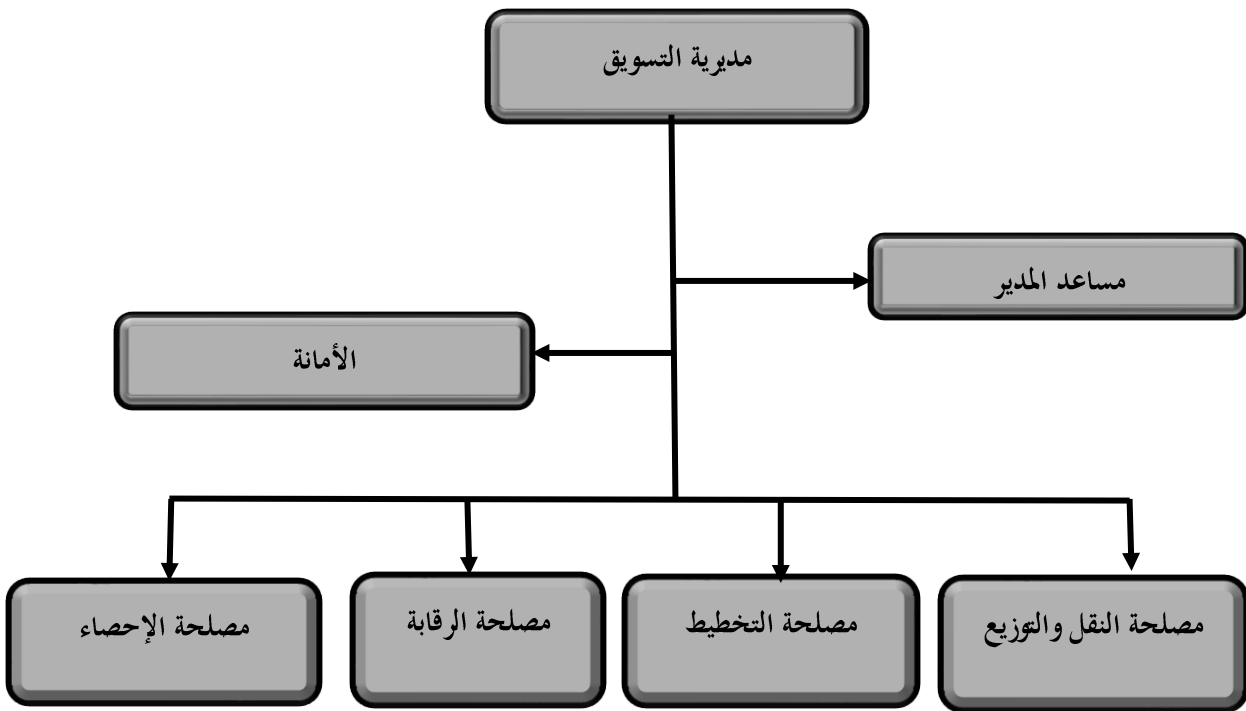 مديرية التسويق
مساعد المدير
الأمانة
مصلحة النقل والتوزيع
مصلحة التخطيط
مصلحة الرقابة
مصلحة الإحصاء